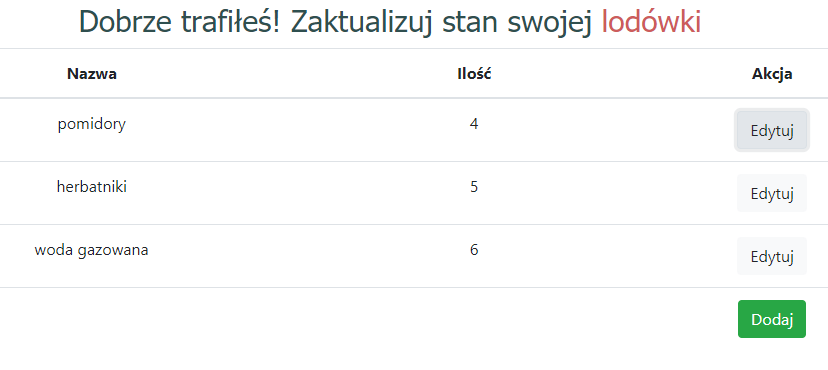 Dobrze trafiłeś! Zaktualizuj stan swojej lodówki
Nazwa Ilość Akcja
pomidory 4 Edytuj
herbatniki 5 Edytuj
woda gazowana 6 Edytuj
Dodaj